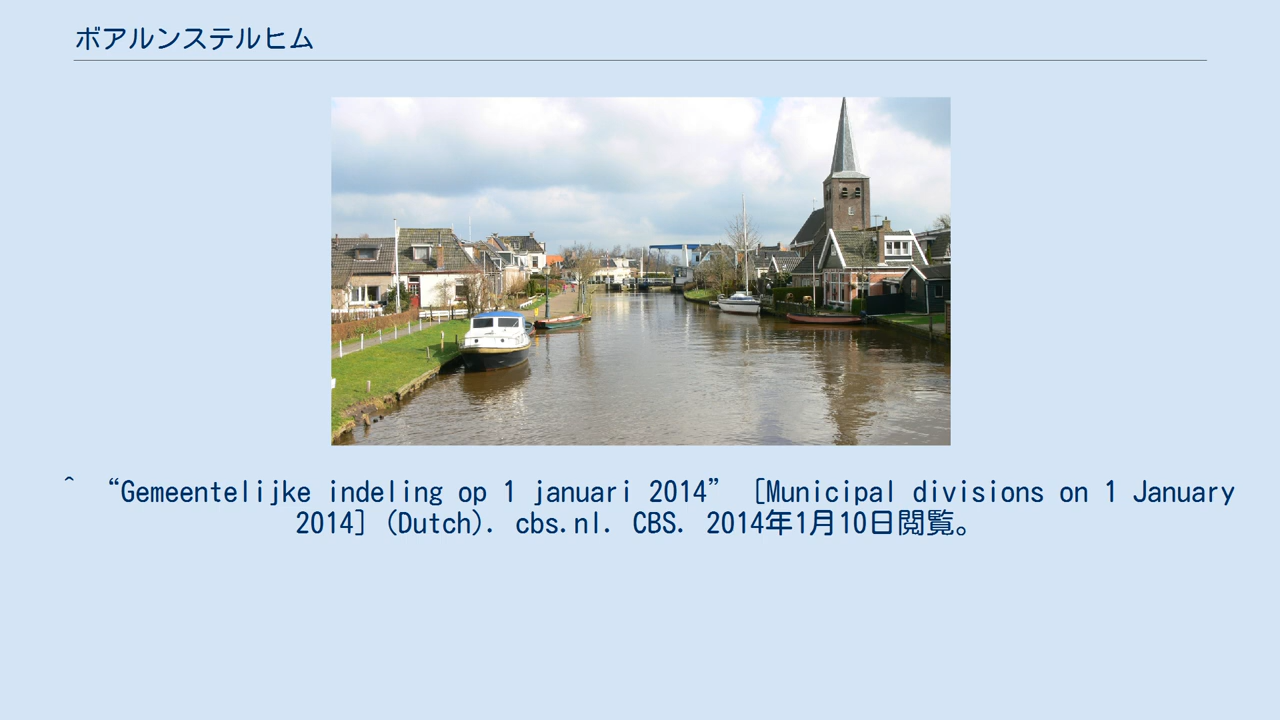 ボアルンステルヒム
^ “Gemeentelijke indeling op 1 januari 2014” [Municipal divisions on 1 January
2014] (Dutch). cbs.nl. CBS. 2014年1月10日閲覧。